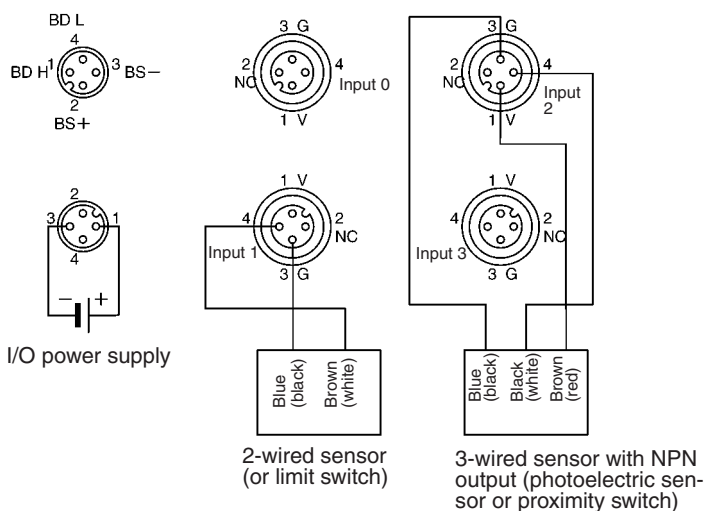 BD L
4
BD H 1
3 BS−
2
BS+
3 G
2
NC
4
Input 0
1 V
3 G
2
NC
4
Input
2
1 V
2
3
1
4
− +
I/O power supply
1 V
4
2
NC
Input 1
3 G
1 V
4
2
NC
Input 3
3 G
Blue
(black)
Brown
(white)
2-wired sensor
(or limit switch)
Blue
(black)
Black
(white)
Brown
(red)
3-wired sensor with NPN
output (photoelectric sen-
sor or proximity switch)